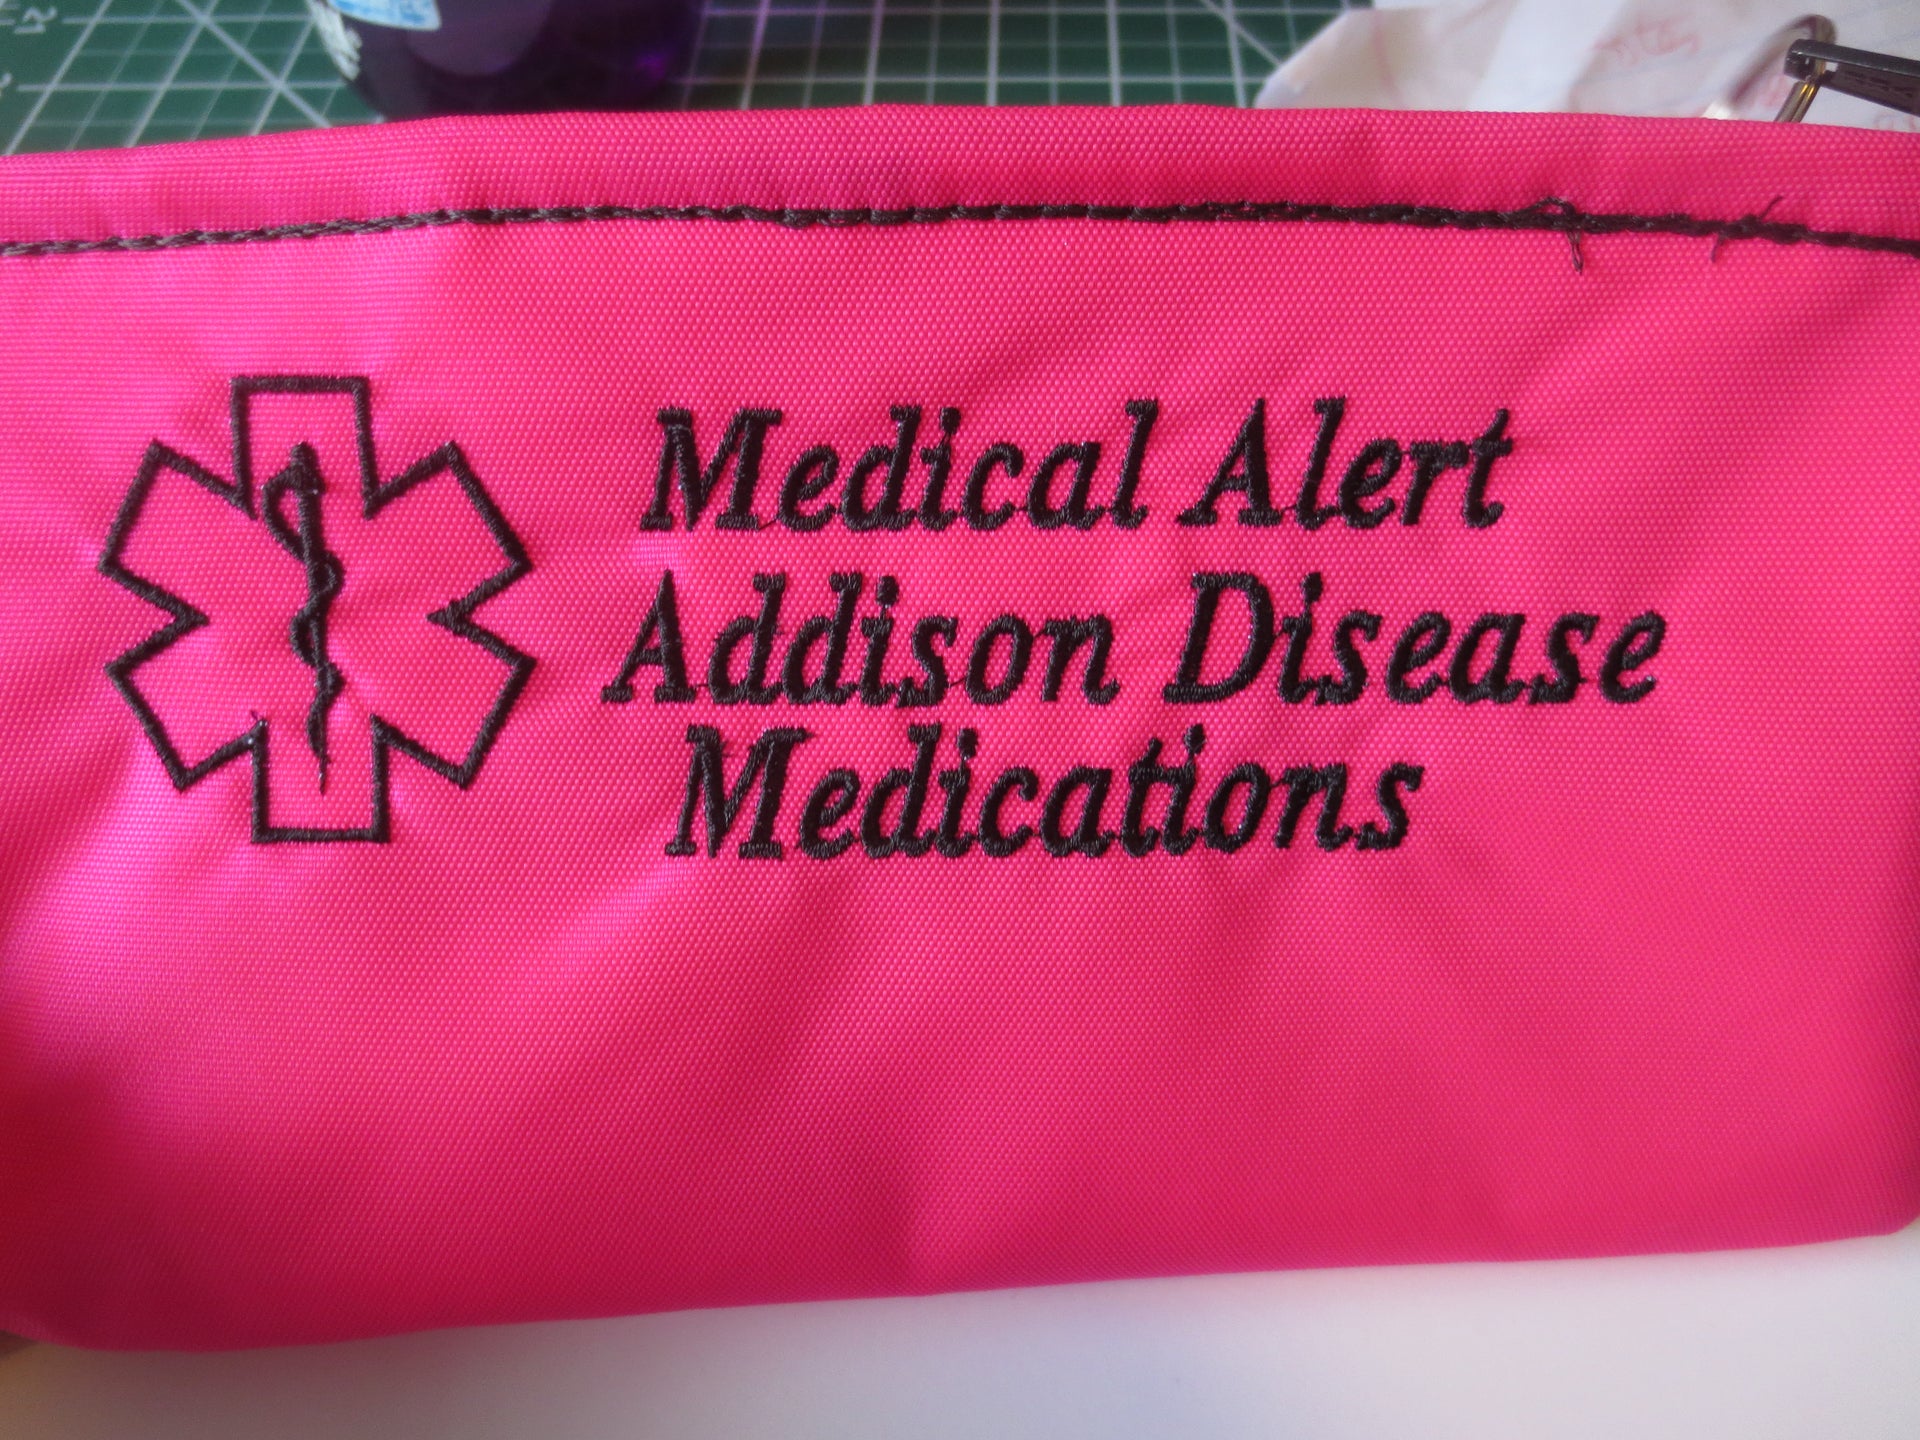 Medical Alert
Addison Disease
Medications